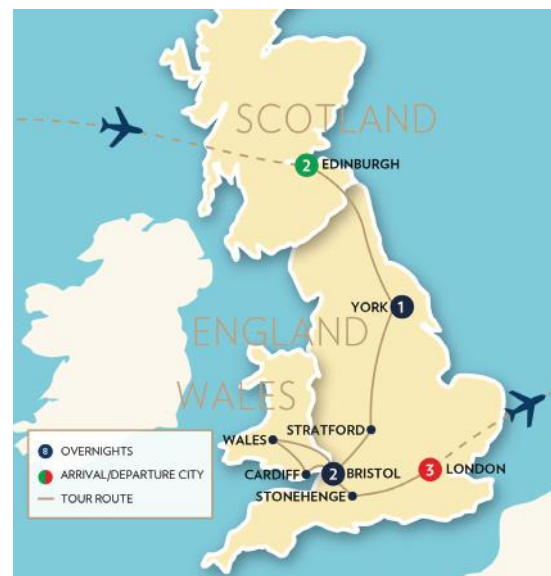 SCOTLAND
2 EDINBURGH
YORK 1
ENGLAND
WALES
STRATFORD
WALES
2 BRISTOL
3 LONDON
CARDIFF
STONEHENGE
8 OVERNIGHTS
ARRIVAL/DEPARTURE CITY
TOUR ROUTE